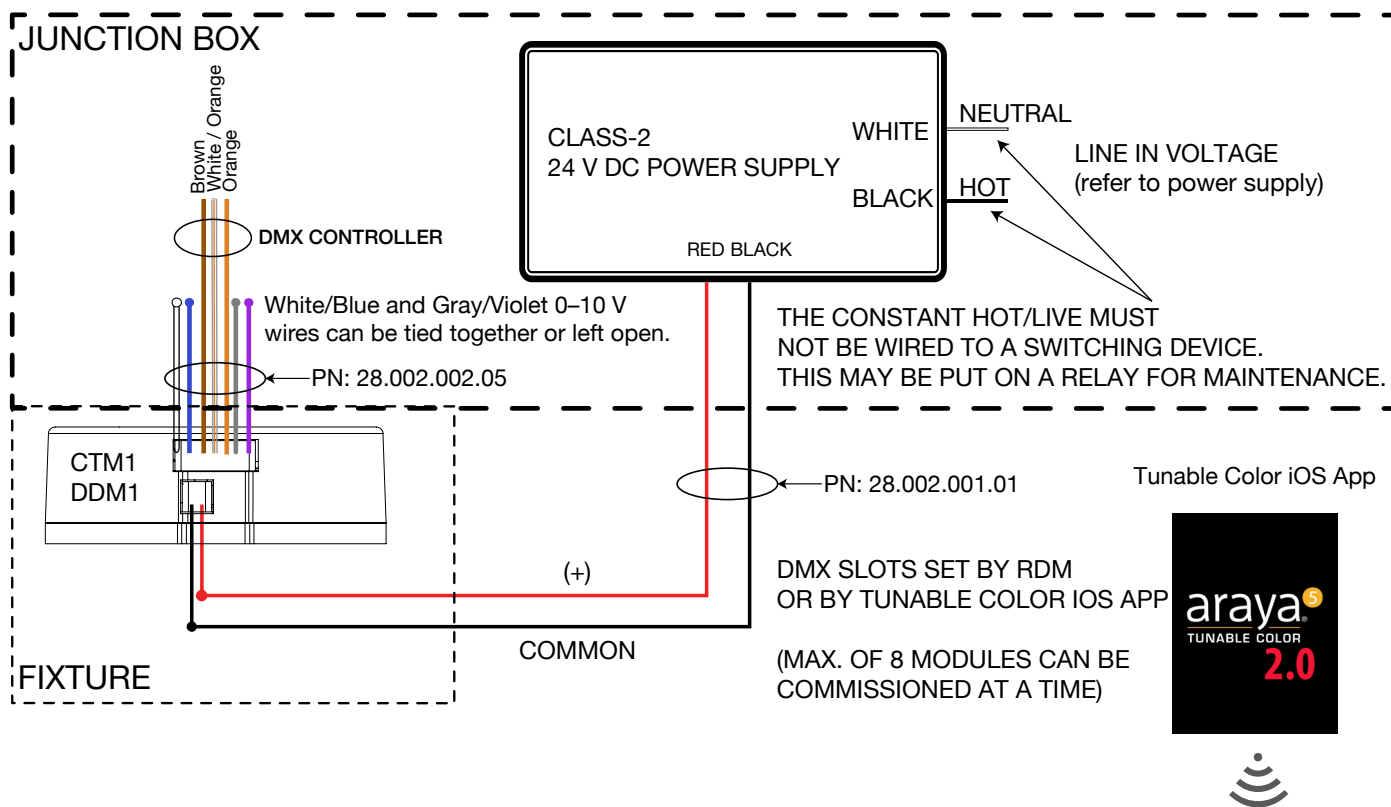 JUNCTION BOX
Brown
White / Orange
Orange
DMX CONTROLLER
White/Blue and Gray/Violet 0–10 V
wires can be tied together or left open.
PN: 28.002.002.05
CLASS-2
24 V DC POWER SUPPLY
WHITE
BLACK
RED BLACK
NEUTRAL
HOT
LINE IN VOLTAGE
(refer to power supply)
THE CONSTANT HOT/LIVE MUST
NOT BE WIRED TO A SWITCHING DEVICE.
THIS MAY BE PUT ON A RELAY FOR MAINTENANCE.
CTM1
DDM1
PN: 28.002.001.01
(+)
COMMON
FIXTURE
DMX SLOTS SET BY RDM
OR BY TUNABLE COLOR IOS APP
(MAX. OF 8 MODULES CAN BE
COMMISSIONED AT A TIME)
Tunable Color iOS App
araya®5
TUNABLE COLOR
2.0